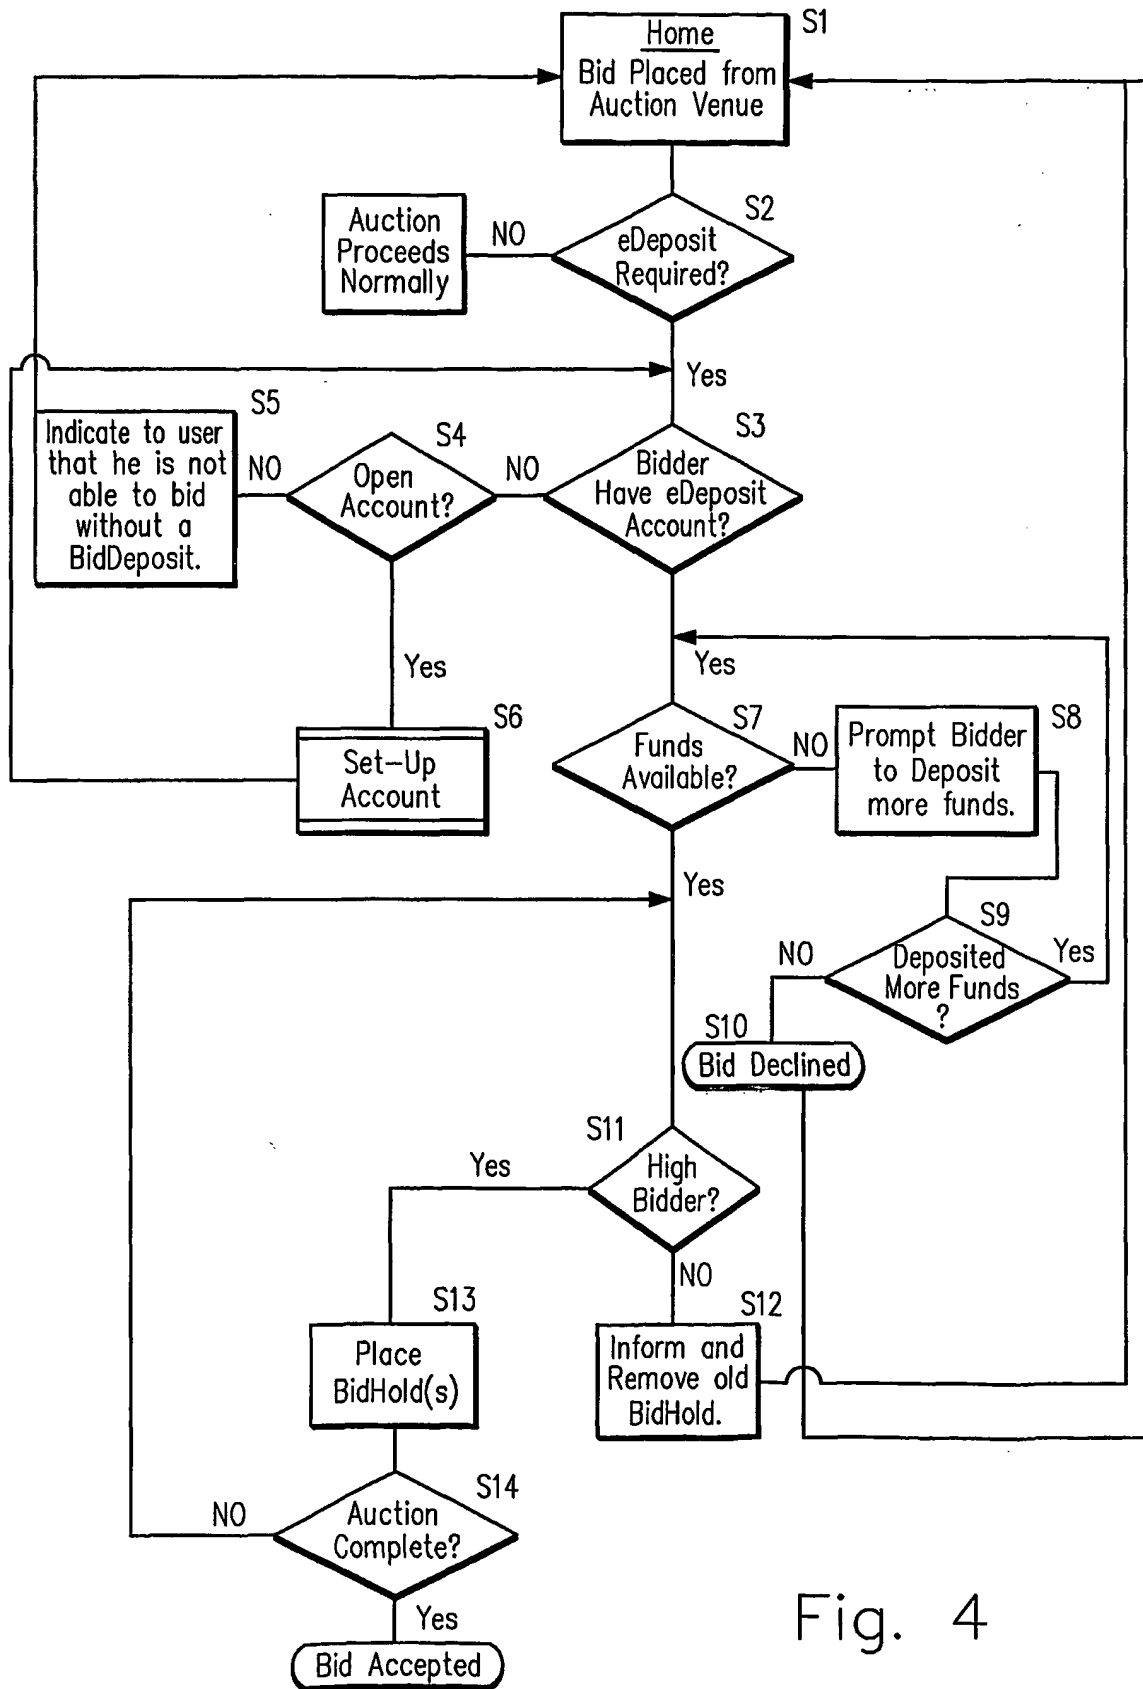 S1
Home
Bid Placed from
Auction Venue
S2
eDeposit
Required?
NO
Auction
Proceeds
Normally
Yes
S3
Bidder
Have eDeposit
Account?
NO
S4
Open
Account?
NO
S5
Indicate to user
that he is not
able to bid
without a
BidDeposit.
Yes
S6
Set-Up
Account
Yes
S7
Funds
Available?
NO
S8
Prompt Bidder
to Deposit
more funds.
Yes
S9
Deposited
More Funds
?
Yes
NO
S10
Bid Declined
S11
High
Bidder?
Yes
NO
S12
Inform and
Remove old
BidHold.
S13
Place
BidHold(s)
S14
Auction
Complete?
NO
Yes
Bid Accepted
Fig. 4